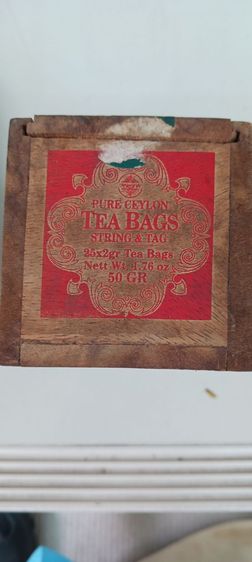 PURE CEYLON
TEA BAGS
STRING & TAG
25x2gr Tea Bags
Nett Wt. 1.76 oz
50 GR